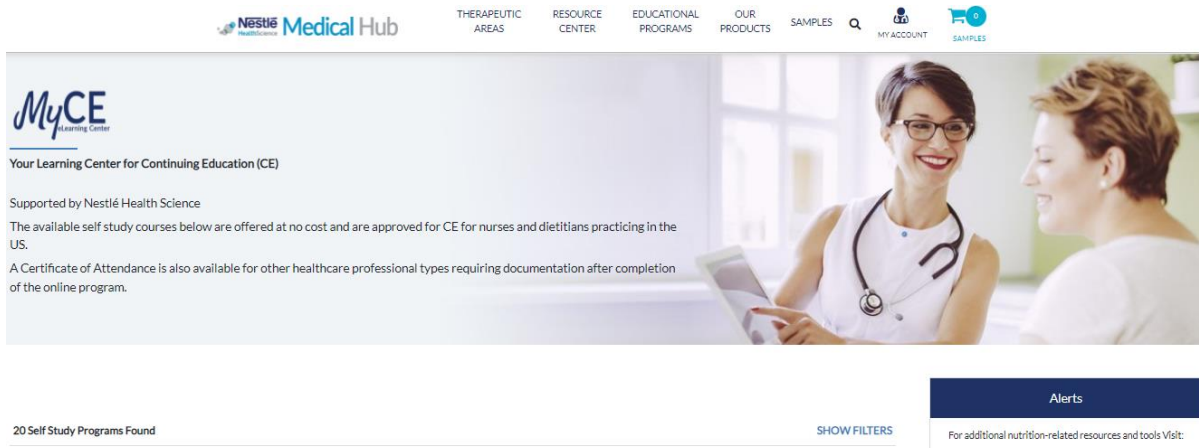 Nestlé HealthScience Medical Hub
THERAPEUTIC AREAS
RESOURCE CENTER
EDUCATIONAL PROGRAMS
OUR PRODUCTS
SAMPLES
MY ACCOUNT
0
SAMPLES
MyCE
eLearning Center
Your Learning Center for Continuing Education (CE)
Supported by Nestlé Health Science
The available self study courses below are offered at no cost and are approved for CE for nurses and dietitians practicing in the
US.
A Certificate of Attendance is also available for other healthcare professional types requiring documentation after completion
of the online program.
20 Self Study Programs Found
SHOW FILTERS
Alerts
For additional nutrition-related resources and tools Visit: